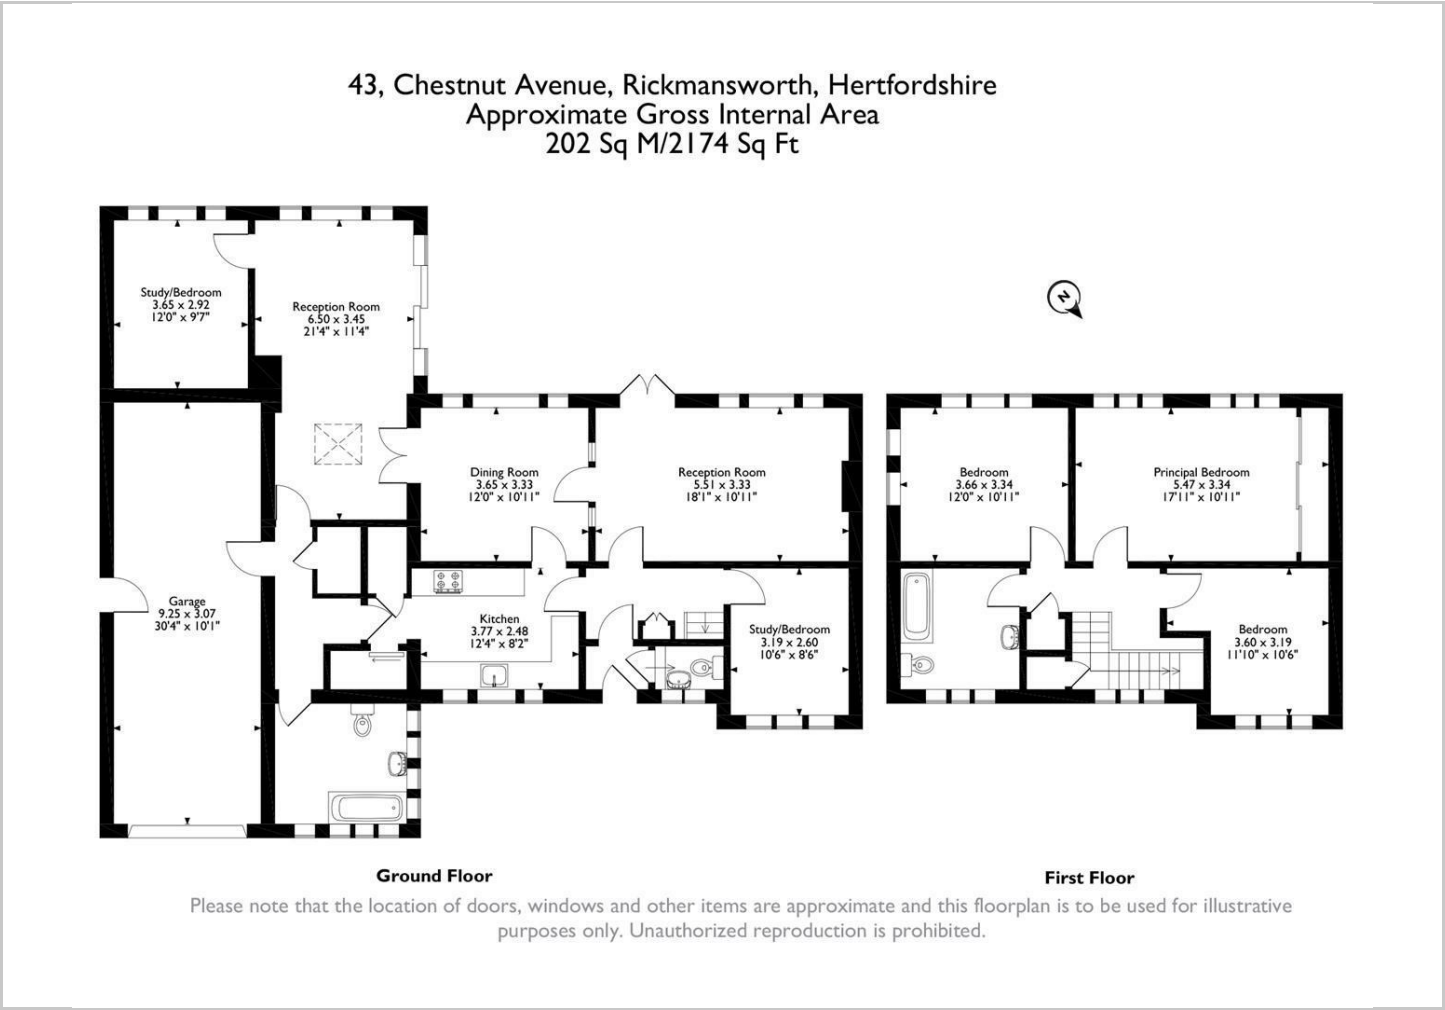 43, Chestnut Avenue, Rickmansworth, Hertfordshire
Approximate Gross Internal Area
202 Sq M/2174 Sq Ft
Study/Bedroom
3.65 x 2.92
12'0" x 9'7"
Reception Room
6.50 x 3.45
21'4" x 11'4"
N
Dining Room
3.65 x 3.33
12'0" x 10'11"
Reception Room
5.51 x 3.33
18'1" x 10'11"
Bedroom
3.66 x 3.34
12'0" x 10'11"
Principal Bedroom
5.47 x 3.34
17'11" x 10'11"
Garage
9.25 x 3.07
30'4" x 10'1"
Kitchen
3.77 x 2.48
12'4" x 8'2"
Study/Bedroom
3.19 x 2.60
10'6" x 8'6"
Bedroom
3.60 x 3.19
11'10" x 10'6"
Ground Floor
First Floor
Please note that the location of doors, windows and other items are approximate and this floorplan is to be used for illustrative
purposes only. Unauthorized reproduction is prohibited.